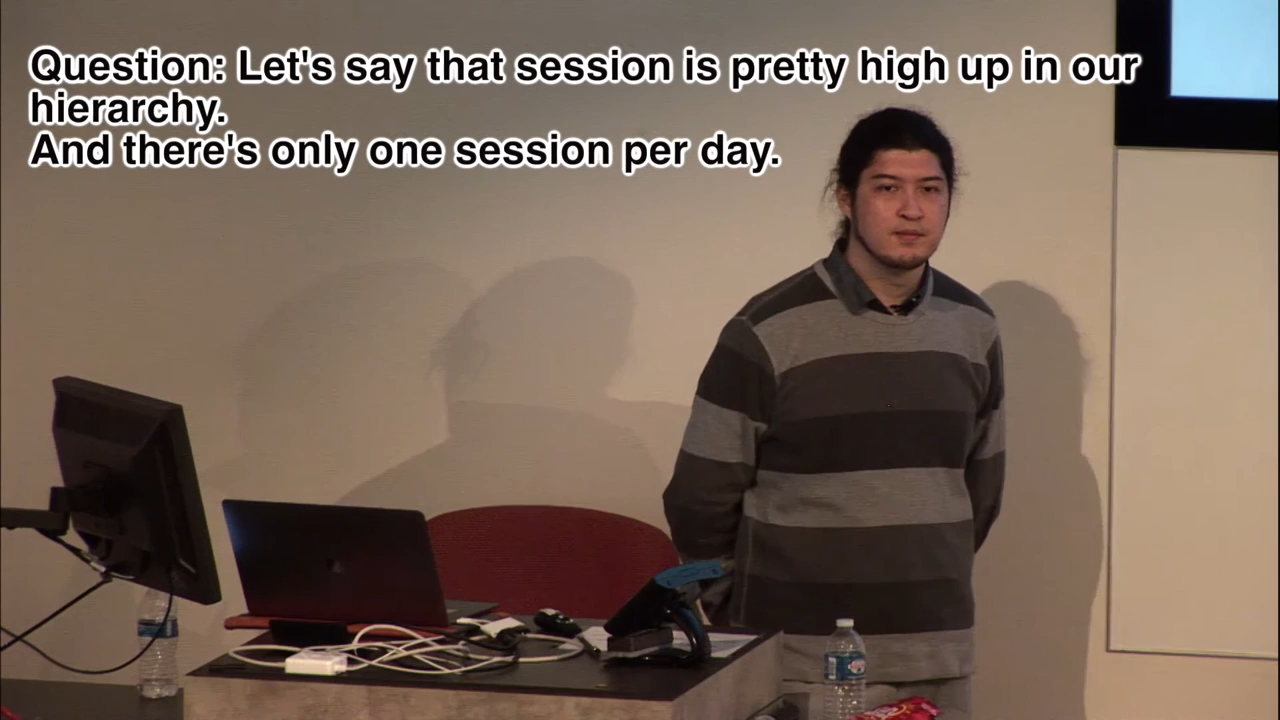 Question: Let's say that session is pretty high up in our
hierarchy.
And there's only one session per day.